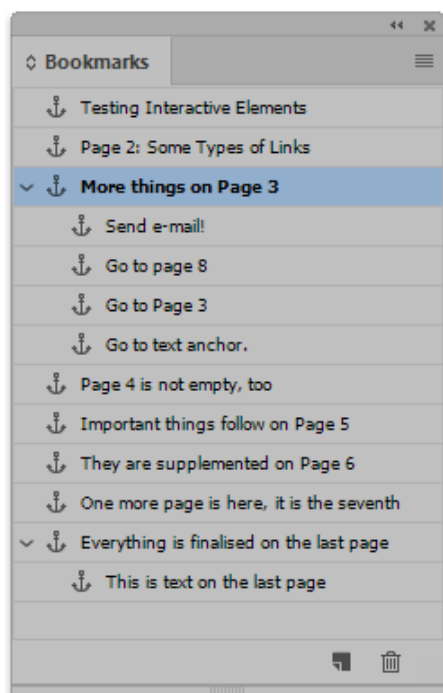 Bookmarks
Testing Interactive Elements
Page 2: Some Types of Links
More things on Page 3
Send e-mail!
Go to page 8
Go to Page 3
Go to text anchor.
Page 4 is not empty, too
Important things follow on Page 5
They are supplemented on Page 6
One more page is here, it is the seventh
Everything is finalised on the last page
This is text on the last page